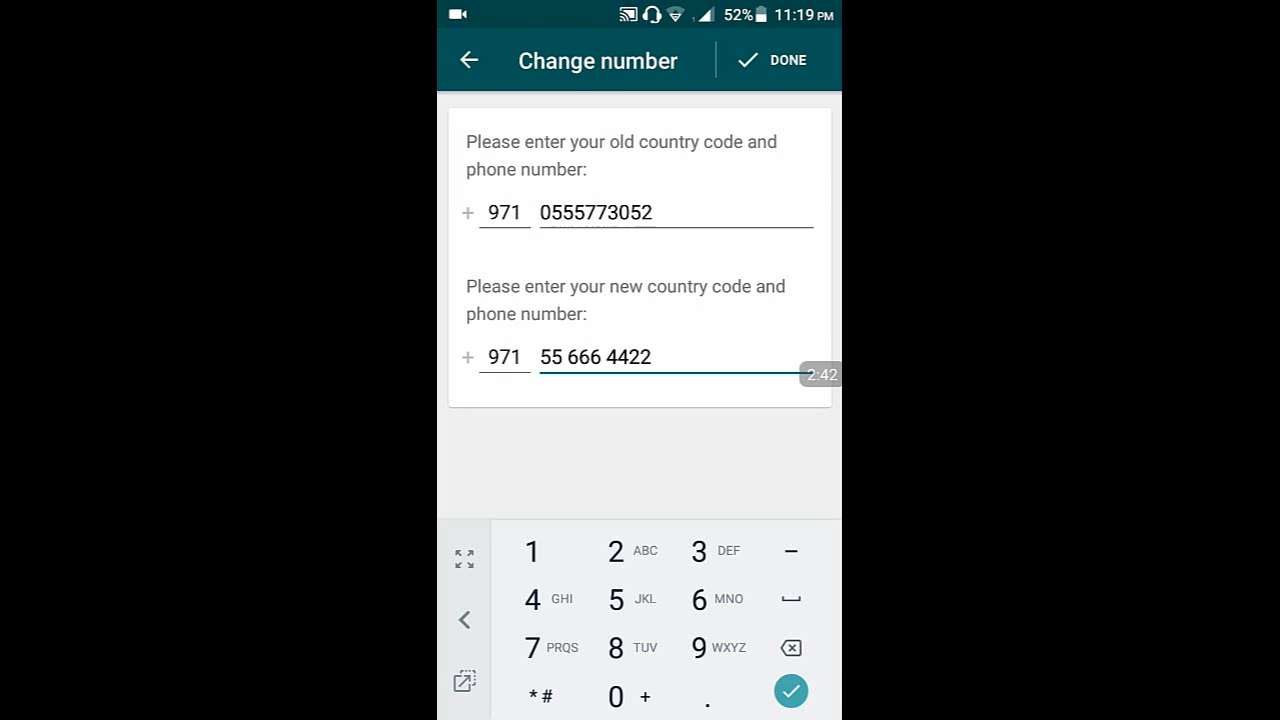 52% 11:19 PM
Change number
DONE
Please enter your old country code and
phone number:
+ 971 0555773052
Please enter your new country code and
phone number:
+ 971 55 666 4422
2:42
1 2 ABC 3 DEF -
4 GHI 5 JKL 6 MNO
7 PRQS 8 TUV 9 WXYZ
*# 0 + .